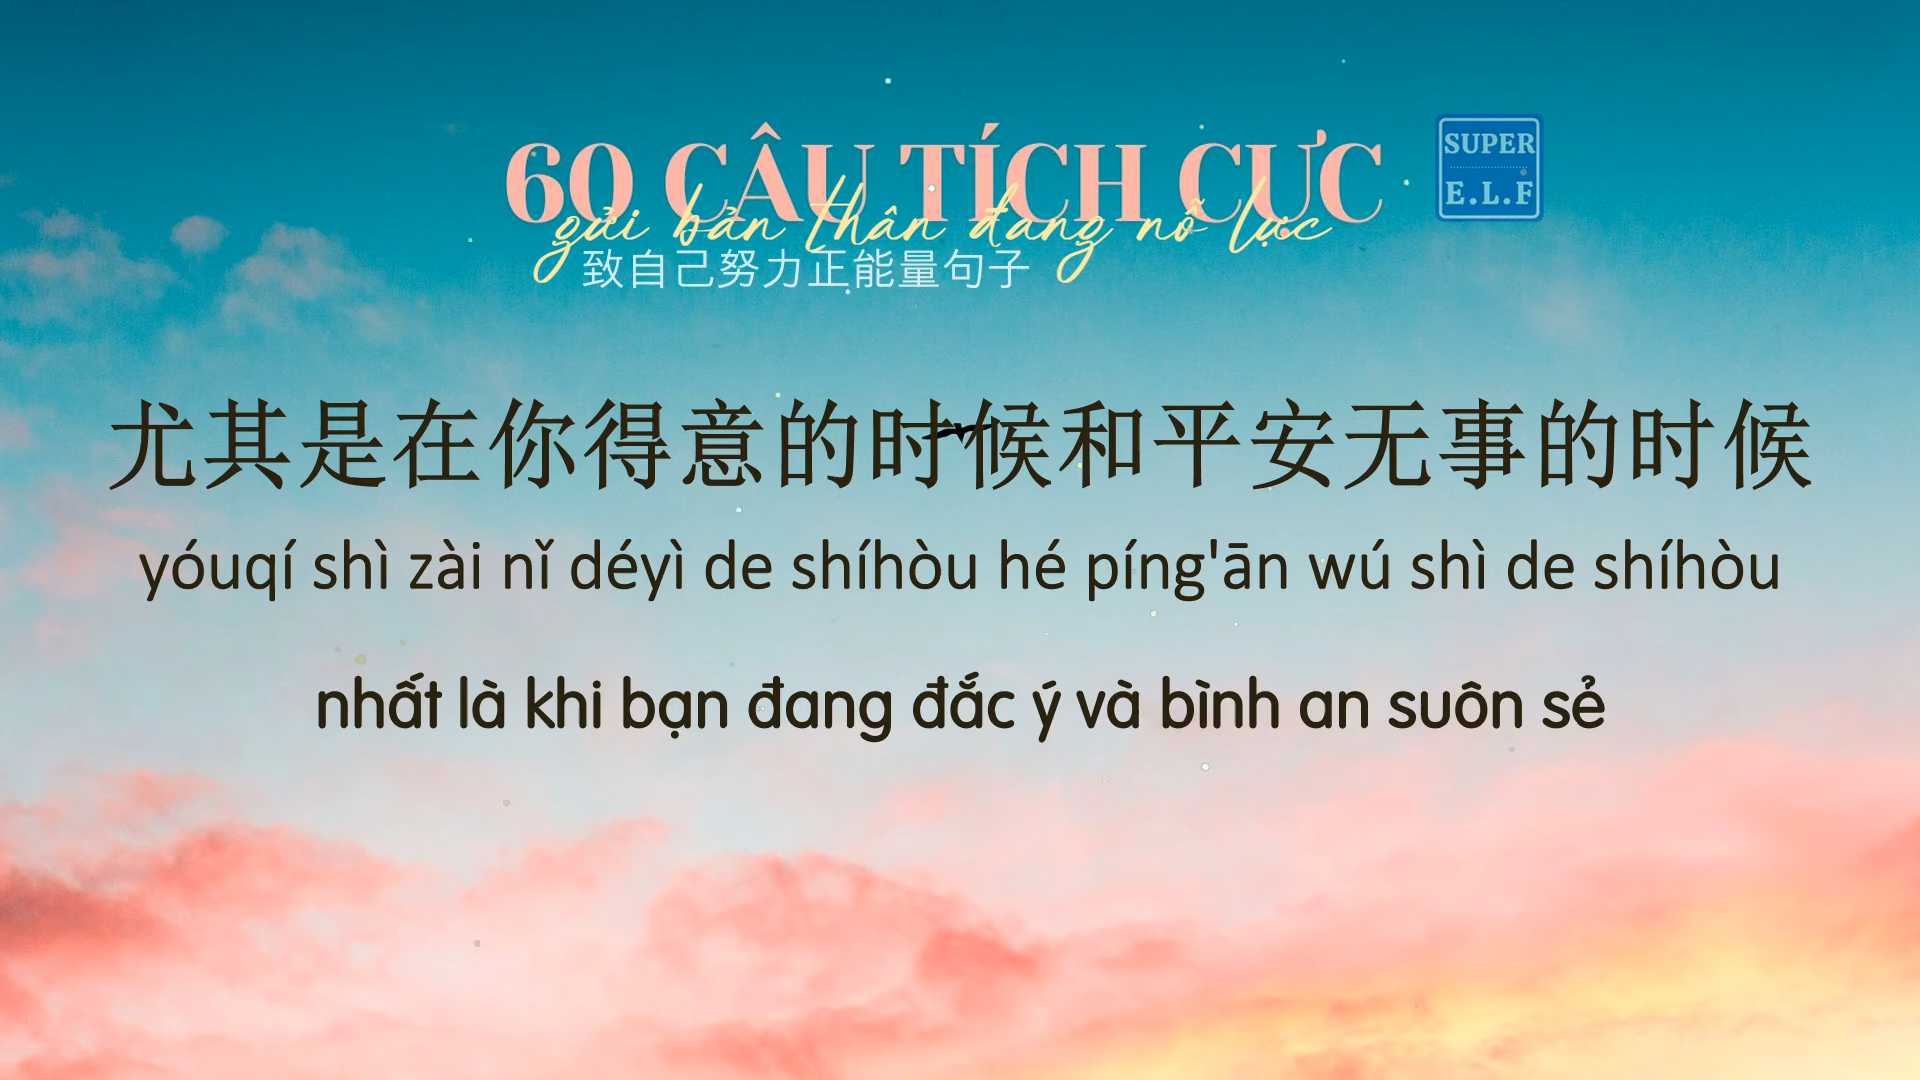 60 CÂU TÍCH CỰC
SUPER
E.L.F
gửi bản thân đang nỗ lực
致自己努力正能量句子
尤其是在你得意的时候和平安无事的时候
yóuqí shì zài nǐ déyì de shíhòu hé píng'ān wú shì de shíhòu
nhất là khi bạn đang đắc ý và bình an suôn sẻ